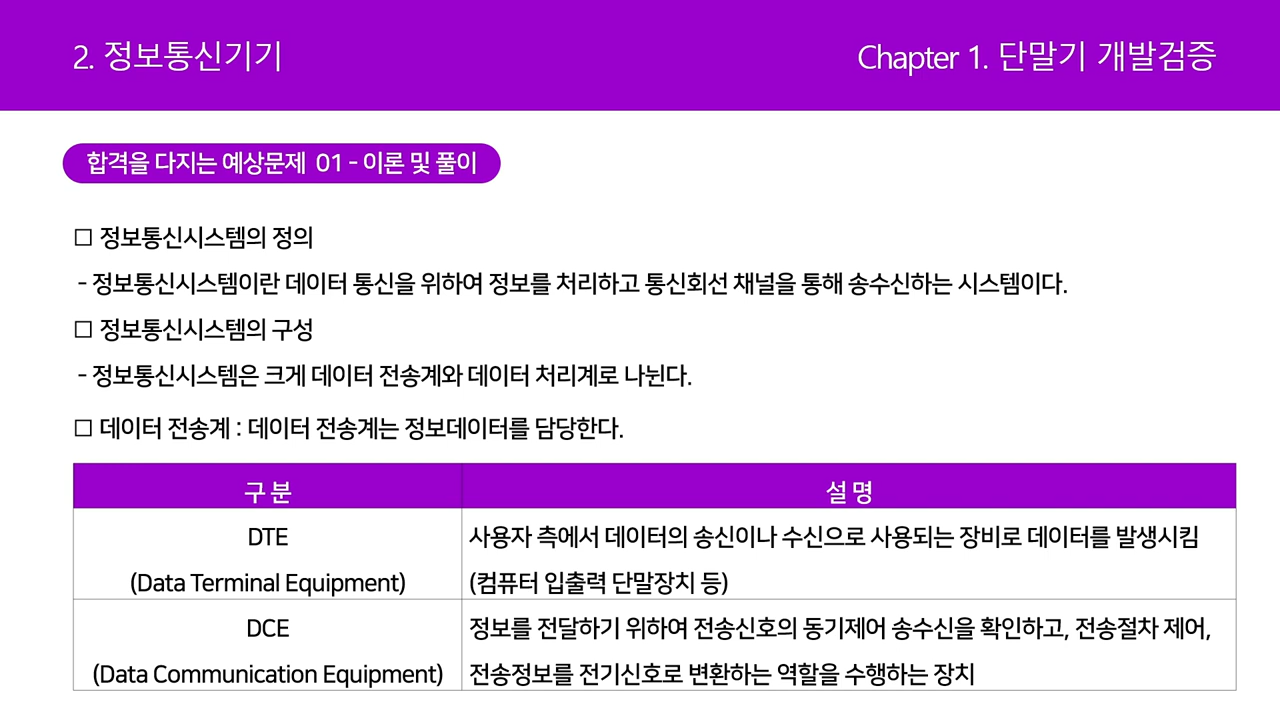 2. 정보통신기기
Chapter 1. 단말기 개발검증
합격을 다지는 예상문제 01 - 이론 및 풀이
□ 정보통신시스템의 정의
- 정보통신시스템이란 데이터 통신을 위하여 정보를 처리하고 통신회선 채널을 통해 송수신하는 시스템이다.
□ 정보통신시스템의 구성
- 정보통신시스템은 크게 데이터 전송계와 데이터 처리계로 나뉜다.
□ 데이터 전송계 : 데이터 전송계는 정보데이터를 담당한다.
구 분
설 명
DTE
(Data Terminal Equipment)
사용자 측에서 데이터의 송신이나 수신으로 사용되는 장비로 데이터를 발생시킴
(컴퓨터 입출력 단말장치 등)
DCE
(Data Communication Equipment)
정보를 전달하기 위하여 전송신호의 동기제어 송수신을 확인하고, 전송절차 제어,
전송정보를 전기신호로 변환하는 역할을 수행하는 장치